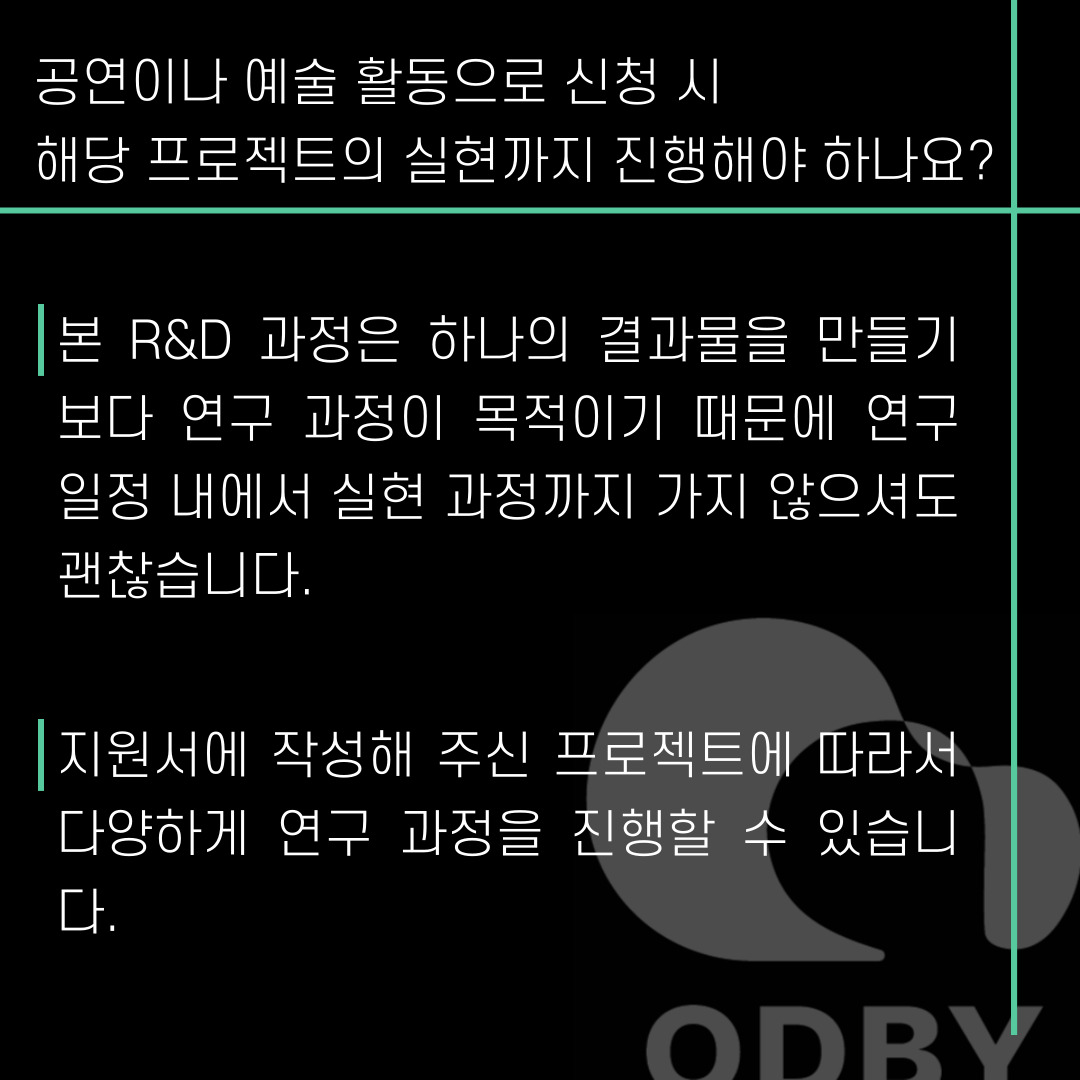 공연이나 예술 활동으로 신청 시
해당 프로젝트의 실현까지 진행해야 하나요?
본 R&D 과정은 하나의 결과물을 만들기
보다 연구 과정이 목적이기 때문에 연구
일정 내에서 실현 과정까지 가지 않으셔도
괜찮습니다.
지원서에 작성해 주신 프로젝트에 따라서
다양하게 연구 과정을 진행할 수 있습니
다.
ODBY